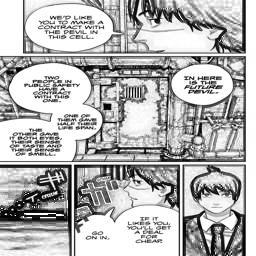 WE'D LIKE
YOU TO MAKE A
CONTRACT WITH
THE DEVIL IN
THIS CELL.
IN HERE
IS THE
FUTURE
DEVIL.
TWO
PEOPLE IN
PUBLIC SAFETY
HAVE A
CONTRACT
WITH THIS
ONE.
ONE OF
THEM GAVE
HALF THEIR
LIFE SPAN.
THE
OTHER GAVE
IT BOTH EYES,
THEIR SENSE
OF TASTE AND
THEIR SENSE
OF SMELL.
IF IT
LIKES YOU,
YOU'LL GET
A DEAL
FOR
CHEAP.
GO
ON IN.